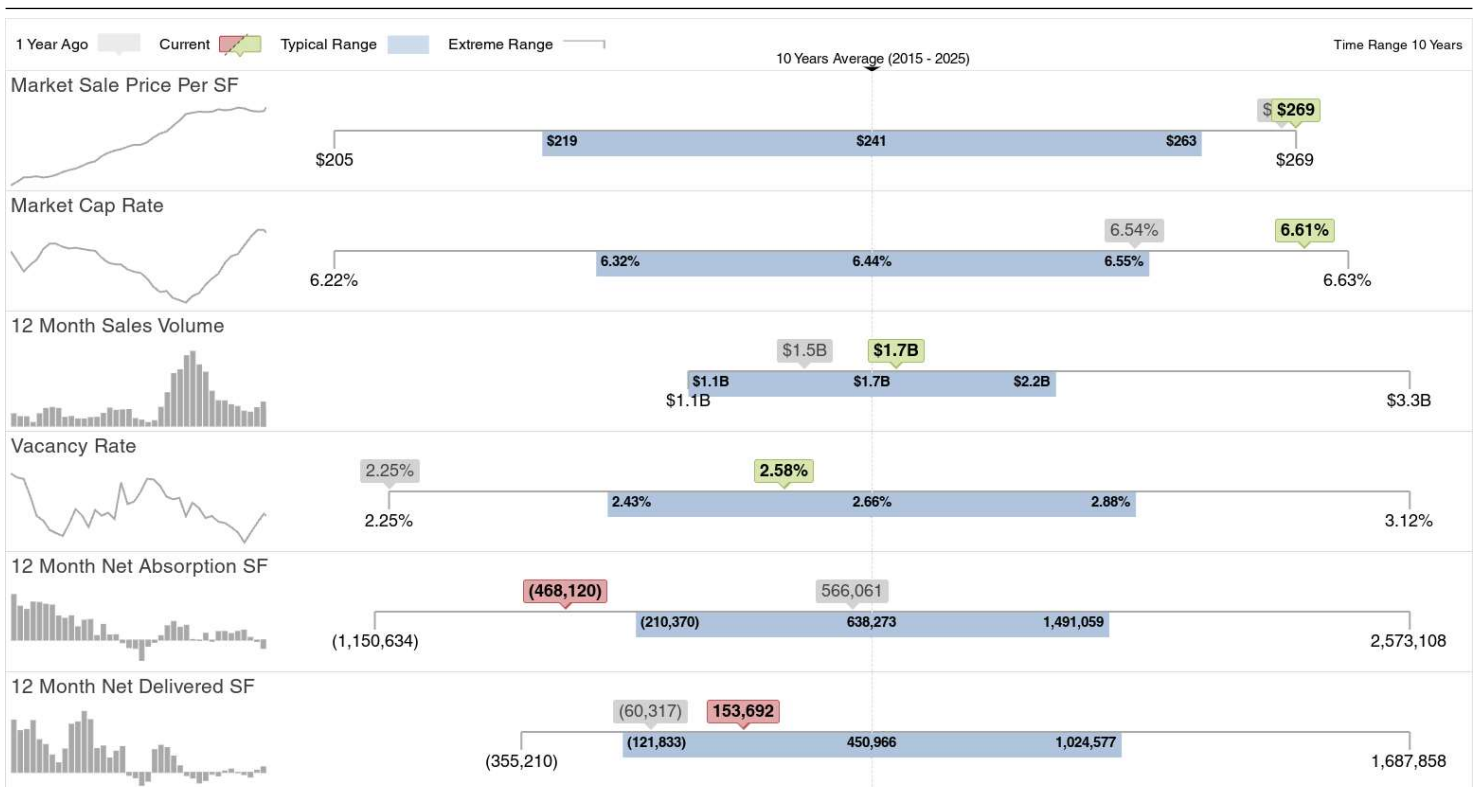 1 Year Ago Current Typical Range Extreme Range Time Range 10 Years
10 Years Average (2015 - 2025)
Market Sale Price Per SF
$ $269
$219 $241 $263
$205 $269
Market Cap Rate
6.54% 6.61%
6.32% 6.44% 6.55%
6.22% 6.63%
12 Month Sales Volume
$1.5B $1.7B
$1.1B $1.7B $2.2B
$1.1B $3.3B
Vacancy Rate
2.25% 2.58%
2.43% 2.66% 2.88%
2.25% 3.12%
12 Month Net Absorption SF
(468,120) 566,061
(210,370) 638,273 1,491,059
(1,150,634) 2,573,108
12 Month Net Delivered SF
(60,317) 153,692
(121,833) 450,966 1,024,577
(355,210) 1,687,858